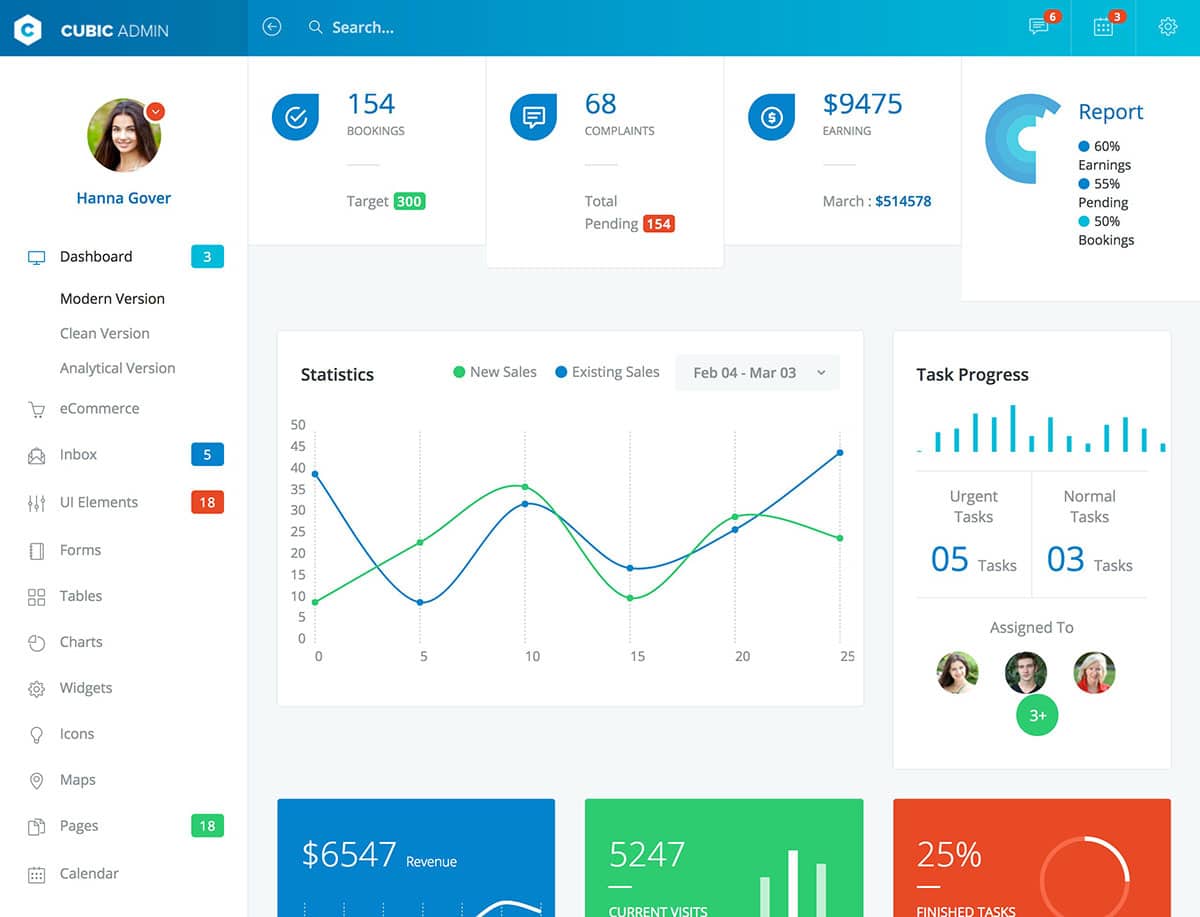 CUBIC ADMIN
Search...
6
3
Hanna Gover
Dashboard 3
Modern Version
Clean Version
Analytical Version
eCommerce
Inbox 5
UI Elements 18
Forms
Tables
Charts
Widgets
Icons
Maps
Pages 18
Calendar
154
BOOKINGS
Target 300
68
COMPLAINTS
Total
Pending 154
$9475
EARNING
March : $514578
Report
60%
Earnings
55%
Pending
50%
Bookings
Statistics
New Sales Existing Sales
Feb 04 - Mar 03
50
45
40
35
30
25
20
15
10
5
0
0 5 10 15 20 25
Task Progress
Urgent
Tasks
05 Tasks
Normal
Tasks
03 Tasks
Assigned To
3+
$6547 Revenue
5247
CURRENT VISITS
25%
FINISHED TASKS